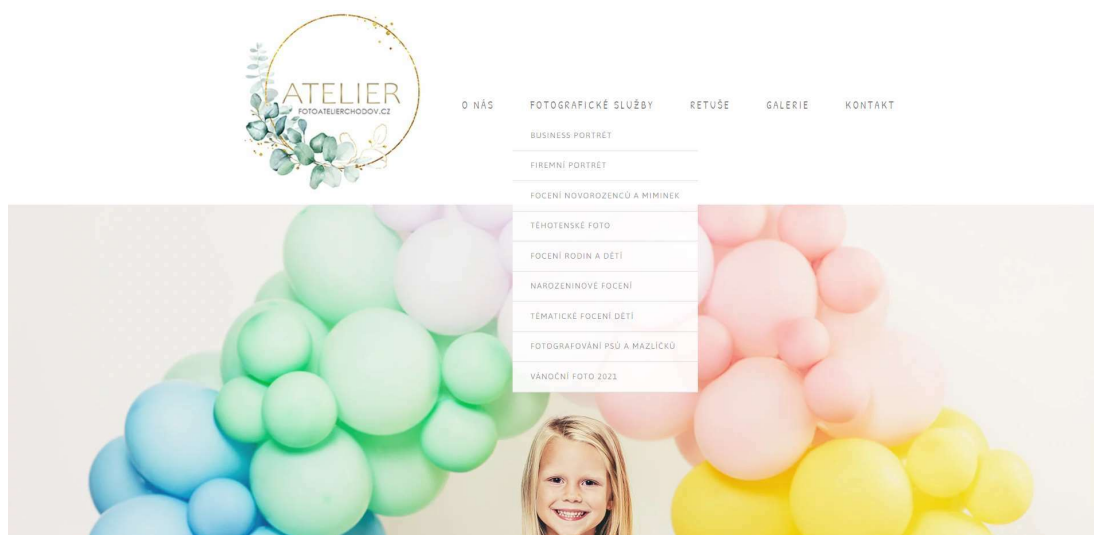 ATELIER
FOTOATELIERCHODOV.CZ
O NÁS
FOTOGRAFICKÉ SLUŽBY
RETUŠE
GALERIE
KONTAKT
BUSINESS PORTRÉT
FIREMNÍ PORTRÉT
FOCENÍ NOVOROZENCŮ A MIMINEK
TĚHOTENSKÉ FOTO
FOCENÍ RODIN A DĚTÍ
NAROZENINOVÉ FOCENÍ
TÉMATICKÉ FOCENÍ DĚTÍ
FOTOGRAFOVÁNÍ PSŮ A MAZLÍČKŮ
VÁNOČNÍ FOTO 2021